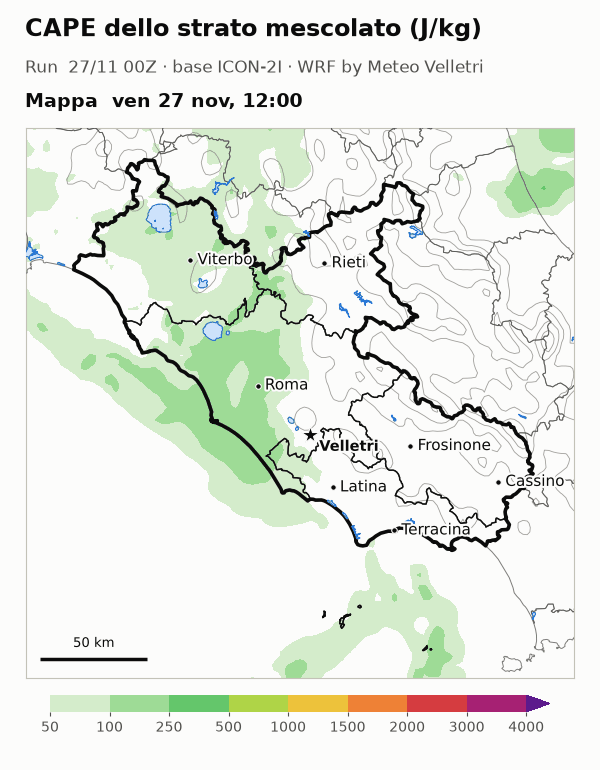 CAPE dello strato mescolato (J/kg)
Run  27/11 00Z · base ICON-2I · WRF by Meteo Velletri
Mappa  ven 27 nov, 12:00
Viterbo
Rieti
Roma
Velletri
Frosinone
Cassino
Latina
Terracina
50 km
50 100 250 500 1000 1500 2000 3000 4000